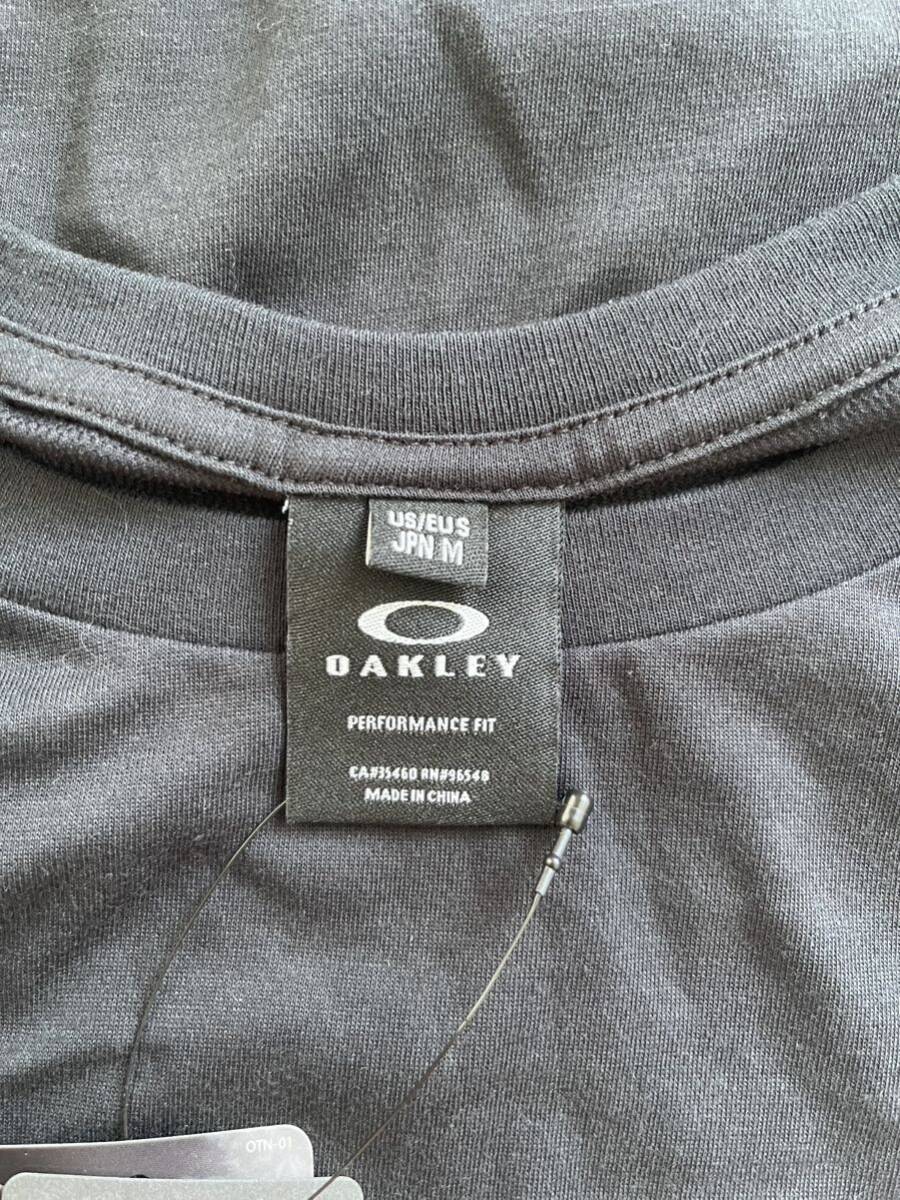 US/EU S
JPN M
OAKLEY
PERFORMANCE FIT
CA#35460 RN#96548
MADE IN CHINA
OTN-01